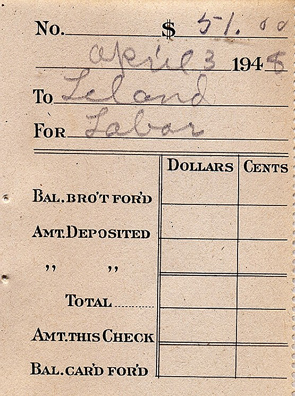 No. $ 51.00
April 3 1948
To Leland
For Labor
Dollars Cents
Bal. Bro't For'd
Amt. Deposited
„ „
Total
Amt. This Check
Bal. Car'd For'd